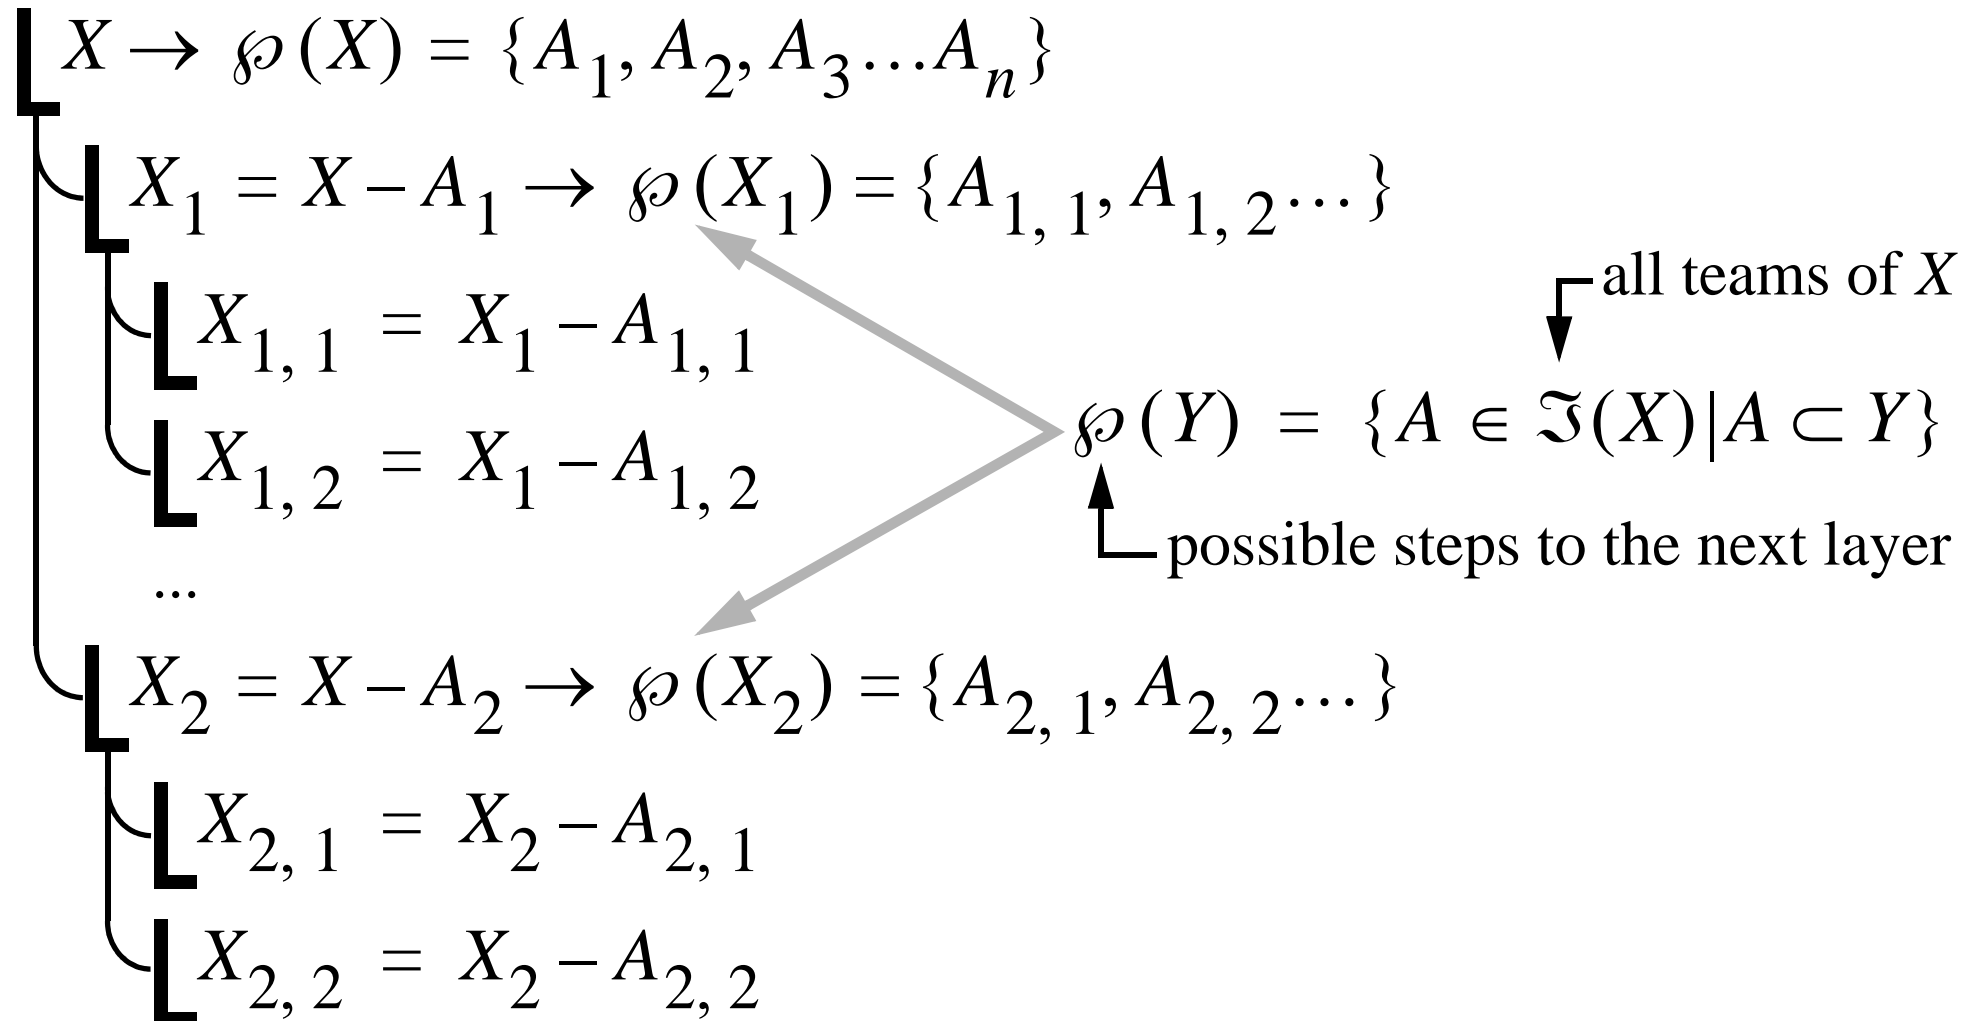 X → ℘(X) = {A₁, A₂, A₃…Aₙ}
X₁ = X – A₁ → ℘(X₁) = {A₁, ₁, A₁, ₂…}
all teams of X
X₁, ₁ = X₁ – A₁, ₁
℘(Y) = {A ∈ ℑ(X)|A ⊂ Y}
X₁, ₂ = X₁ – A₁, ₂
possible steps to the next layer
...
X₂ = X – A₂ → ℘(X₂) = {A₂, ₁, A₂, ₂…}
X₂, ₁ = X₂ – A₂, ₁
X₂, ₂ = X₂ – A₂, ₂